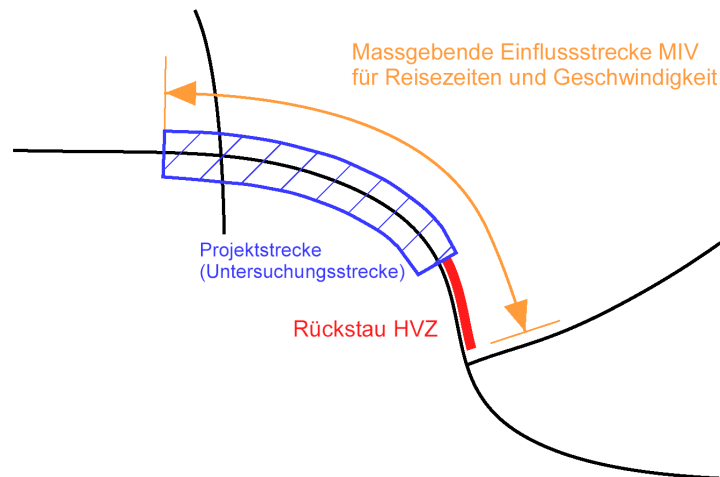 Massgebende Einflussstrecke MIV
für Reisezeiten und Geschwindigkeit
Projektstrecke
(Untersuchungsstrecke)
Rückstau HVZ